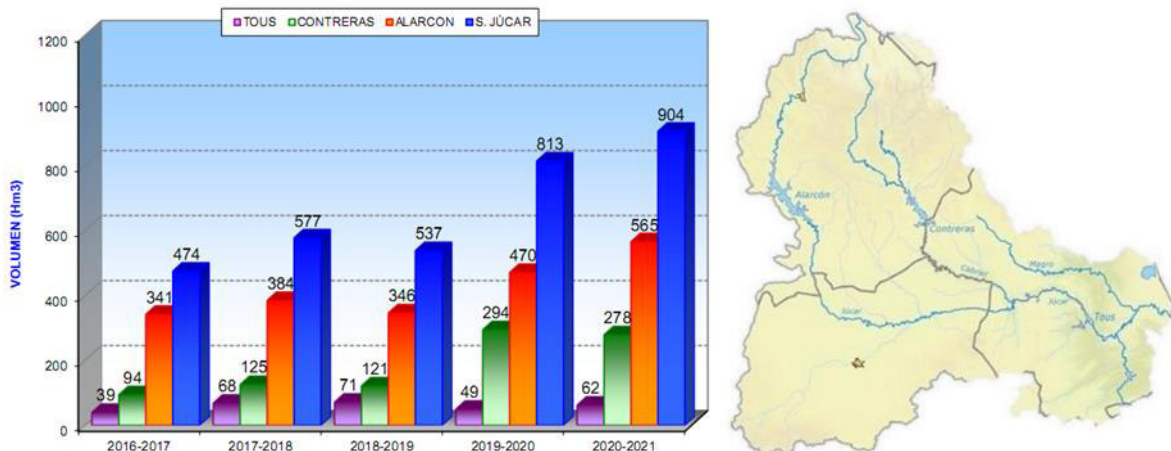 TOUS CONTRERAS ALARCON S. JÚCAR
VOLUMEN (Hm3)
1200
1000
800
600
400
200
0
39 94 341 474
68 125 384 577
71 121 346 537
49 294 470 813
62 278 565 904
2016-2017 2017-2018 2018-2019 2019-2020 2020-2021
Alarcón
Contreras
Cabriel
Magro
Júcar
Júcar
Tous